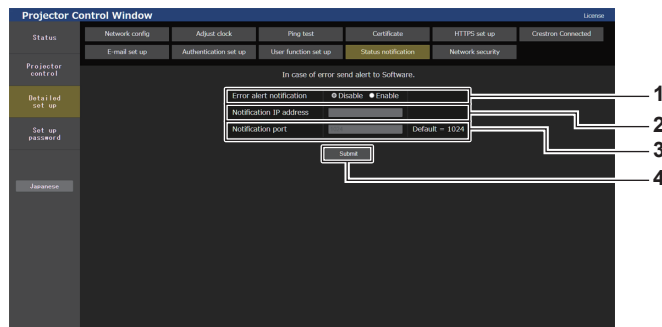 Projector Control Window
License
Status
Network config
Adjust clock
Ping test
Certificate
HTTPS set up
Crestron Connected
E-mail set up
Authentication set up
User function set up
Status notification
Network security
Projector
control
In case of error send alert to Software.
Detailed
set up
Error alert notification
Disable
Enable
1
Notification IP address
2
Notification port
Default = 1024
3
Set up
password
Submit
4
Japanese